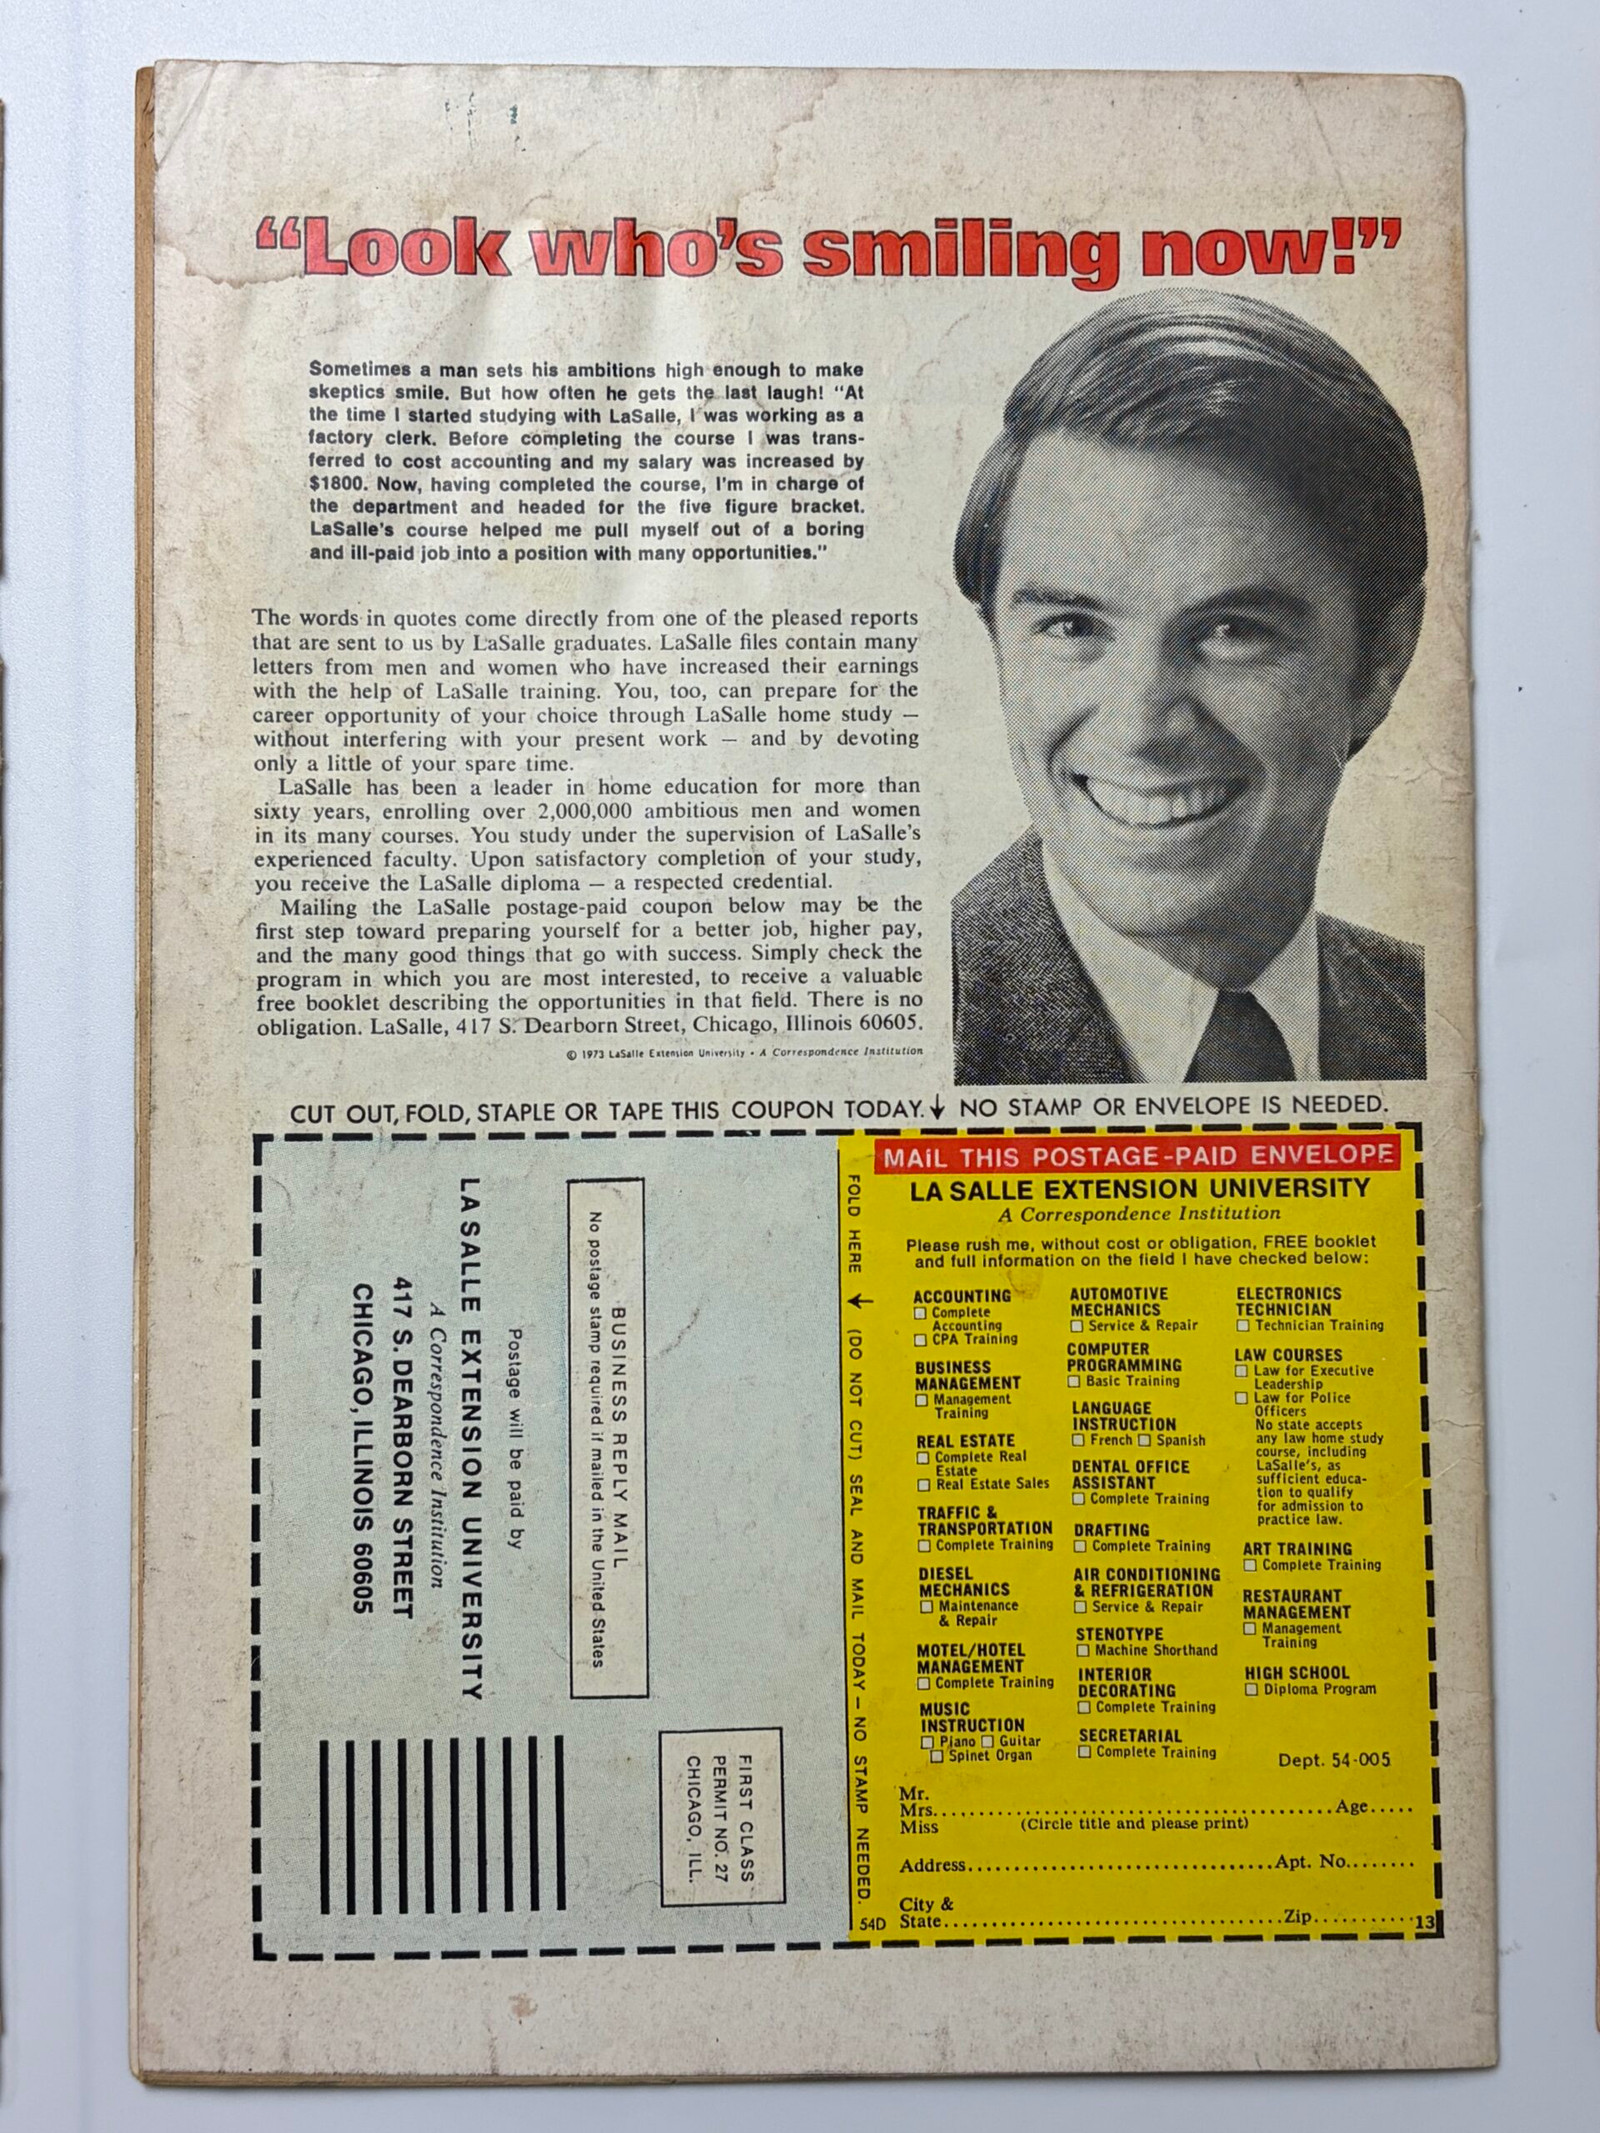 “Look who's smiling now!”
Sometimes a man sets his ambitions high enough to make
skeptics smile. But how often he gets the last laugh! “At
the time I started studying with LaSalle, I was working as a
factory clerk. Before completing the course I was trans-
ferred to cost accounting and my salary was increased by
$1800. Now, having completed the course, I'm in charge of
the department and headed for the five figure bracket.
LaSalle's course helped me pull myself out of a boring
and ill-paid job into a position with many opportunities.”
The words in quotes come directly from one of the pleased reports
that are sent to us by LaSalle graduates. LaSalle files contain many
letters from men and women who have increased their earnings
with the help of LaSalle training. You, too, can prepare for the
career opportunity of your choice through LaSalle home study —
without interfering with your present work — and by devoting
only a little of your spare time.
LaSalle has been a leader in home education for more than
sixty years, enrolling over 2,000,000 ambitious men and women
in its many courses. You study under the supervision of LaSalle's
experienced faculty. Upon satisfactory completion of your study,
you receive the LaSalle diploma — a respected credential.
Mailing the LaSalle postage-paid coupon below may be the
first step toward preparing yourself for a better job, higher pay,
and the many good things that go with success. Simply check the
program in which you are most interested, to receive a valuable
free booklet describing the opportunities in that field. There is no
obligation. LaSalle, 417 S. Dearborn Street, Chicago, Illinois 60605.
© 1973 LaSalle Extension University • A Correspondence Institution
CUT OUT, FOLD, STAPLE OR TAPE THIS COUPON TODAY. NO STAMP OR ENVELOPE IS NEEDED.
FIRST CLASS
PERMIT NO. 27
CHICAGO, ILL.
BUSINESS REPLY MAIL
No postage stamp required if mailed in the United States
Postage will be paid by
LA SALLE EXTENSION UNIVERSITY
A Correspondence Institution
417 S. DEARBORN STREET
CHICAGO, ILLINOIS 60605
FOLD HERE (DO NOT CUT) SEAL AND MAIL TODAY — NO STAMP NEEDED.
54D
MAIL THIS POSTAGE-PAID ENVELOPE
LA SALLE EXTENSION UNIVERSITY
A Correspondence Institution
Please rush me, without cost or obligation, FREE booklet
and full information on the field I have checked below:
ACCOUNTING
☐ Complete
Accounting
☐ CPA Training
BUSINESS
MANAGEMENT
☐ Management
Training
REAL ESTATE
☐ Complete Real
Estate
☐ Real Estate Sales
TRAFFIC &
TRANSPORTATION
☐ Complete Training
DIESEL
MECHANICS
☐ Maintenance
& Repair
MOTEL/HOTEL
MANAGEMENT
☐ Complete Training
MUSIC
INSTRUCTION
☐ Piano ☐ Guitar
☐ Spinet Organ
AUTOMOTIVE
MECHANICS
☐ Service & Repair
COMPUTER
PROGRAMMING
☐ Basic Training
LANGUAGE
INSTRUCTION
☐ French ☐ Spanish
DENTAL OFFICE
ASSISTANT
☐ Complete Training
DRAFTING
☐ Complete Training
AIR CONDITIONING
& REFRIGERATION
☐ Service & Repair
STENOTYPE
☐ Machine Shorthand
INTERIOR
DECORATING
☐ Complete Training
SECRETARIAL
☐ Complete Training
ELECTRONICS
TECHNICIAN
☐ Technician Training
LAW COURSES
☐ Law for Executive
Leadership
☐ Law for Police
Officers
No state accepts
any law home study
course, including
LaSalle's, as
sufficient educa-
tion to qualify
for admission to
practice law.
ART TRAINING
☐ Complete Training
RESTAURANT
MANAGEMENT
☐ Management
Training
HIGH SCHOOL
☐ Diploma Program
Dept. 54-005
Mr.
Mrs. Age
Miss (Circle title and please print)
Address Apt. No.
City &
State Zip 13